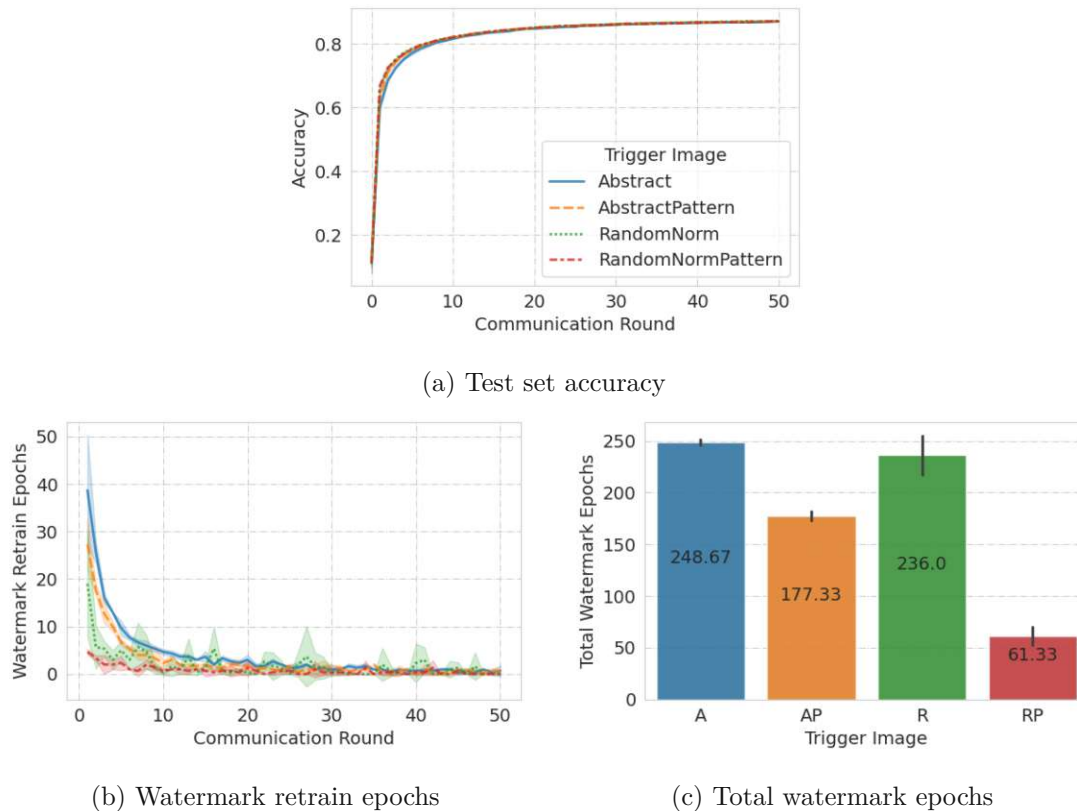 0.8
0.6
0.4
0.2
Accuracy
Trigger Image
Abstract
AbstractPattern
RandomNorm
RandomNormPattern
0 10 20 30 40 50
Communication Round
(a) Test set accuracy
50
40
30
20
10
0
Watermark Retrain Epochs
0 10 20 30 40 50
Communication Round
(b) Watermark retrain epochs
250
200
150
100
50
0
Total Watermark Epochs
248.67
177.33
236.0
61.33
A AP R RP
Trigger Image
(c) Total watermark epochs